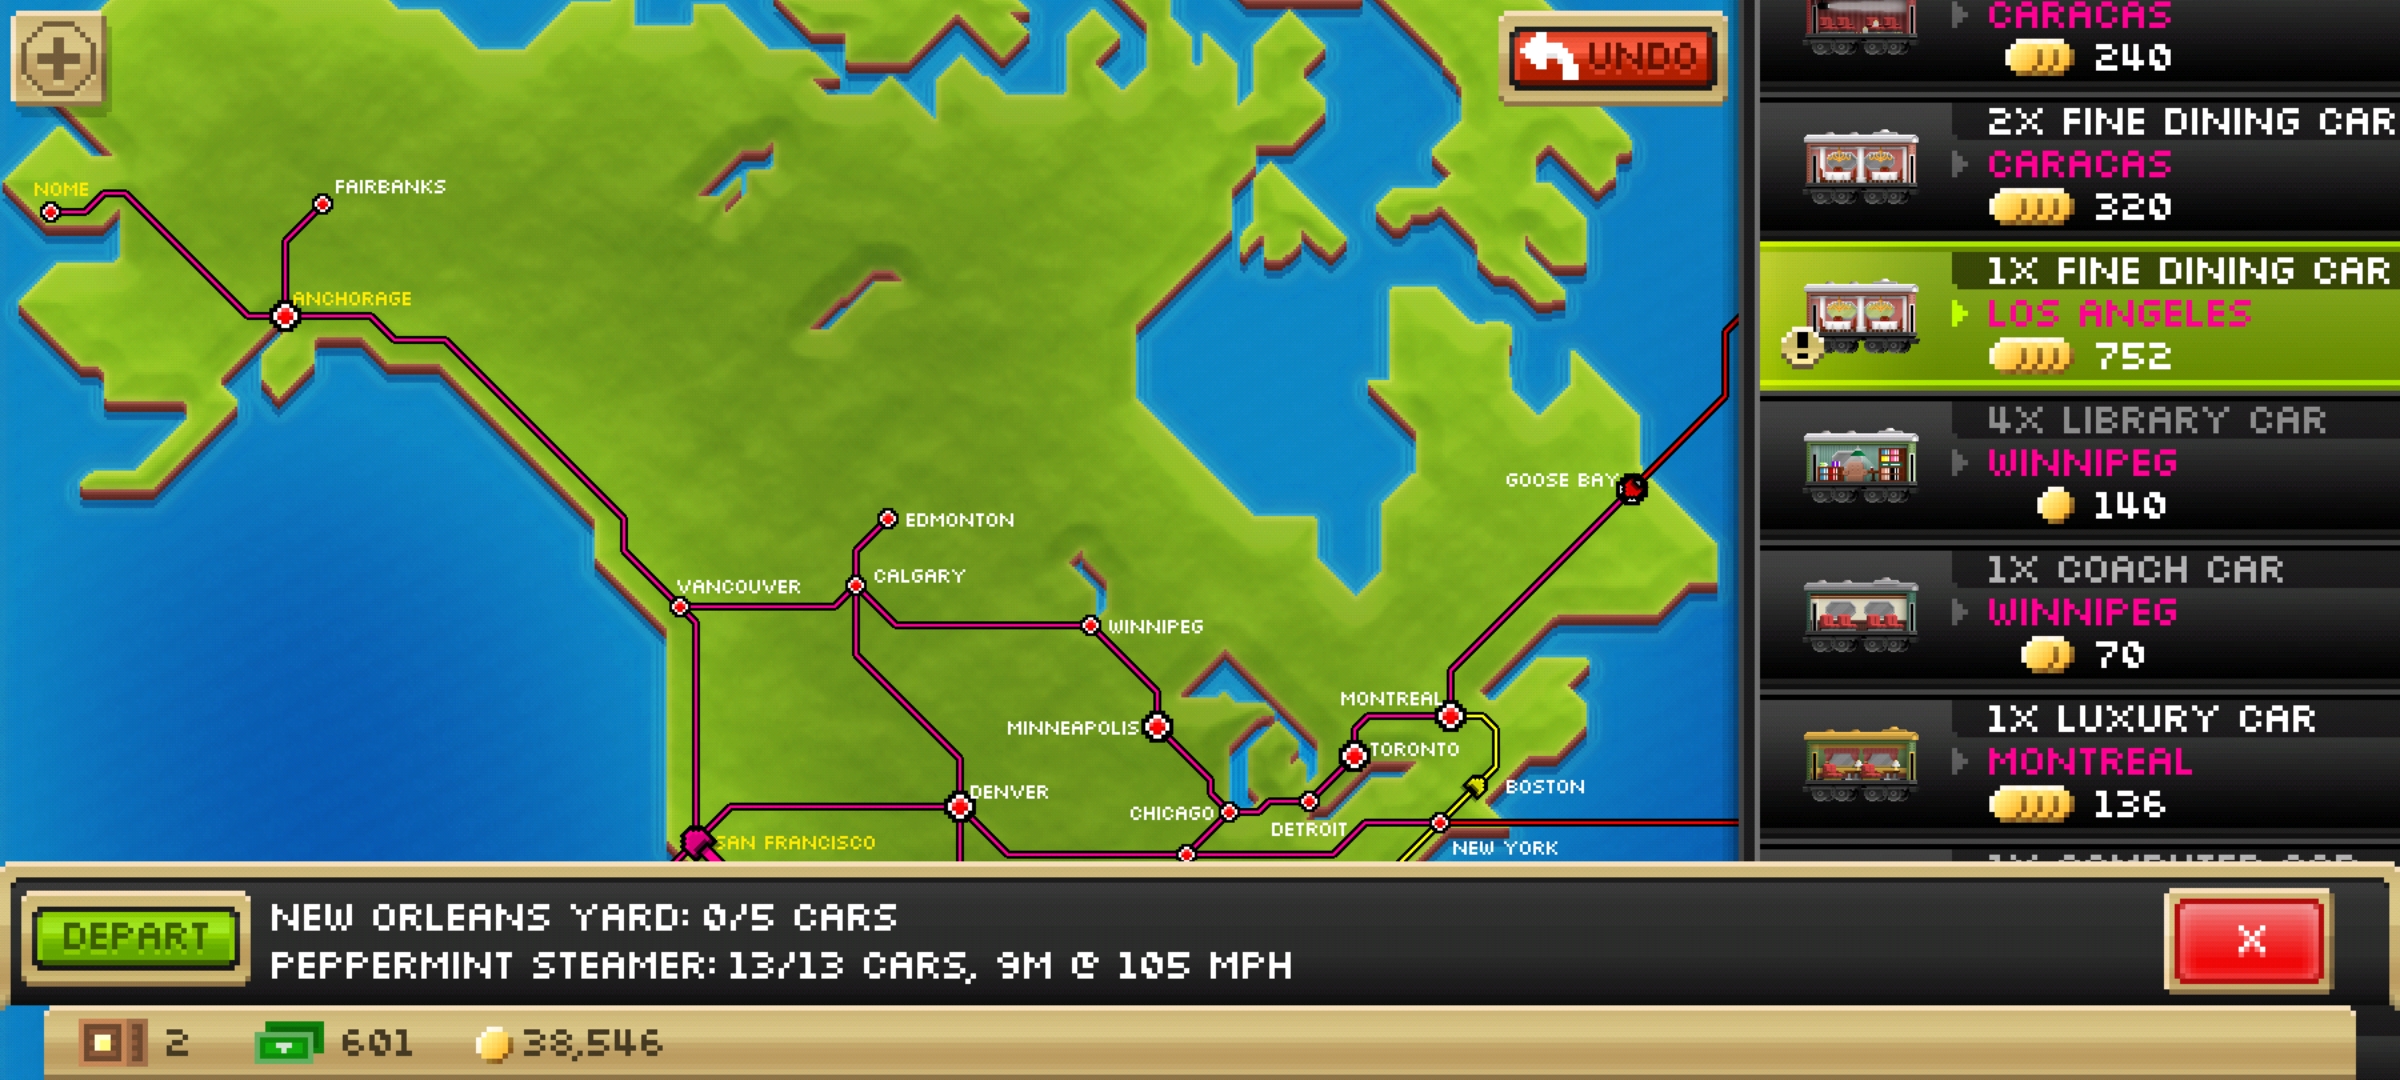 UNDO
NOME
FAIRBANKS
ANCHORAGE
GOOSE BAY
EDMONTON
CALGARY
VANCOUVER
WINNIPEG
MONTREAL
MINNEAPOLIS
TORONTO
DENVER
BOSTON
CHICAGO
DETROIT
SAN FRANCISCO
NEW YORK
CARACAS
240
2X FINE DINING CAR
CARACAS
320
1X FINE DINING CAR
LOS ANGELES
752
4X LIBRARY CAR
WINNIPEG
140
1X COACH CAR
WINNIPEG
70
1X LUXURY CAR
MONTREAL
136
1X COMPUTER CAR
DEPART
NEW ORLEANS YARD: 0/5 CARS
PEPPERMINT STEAMER: 13/13 CARS, 9M @ 105 MPH
X
2
601
38,546